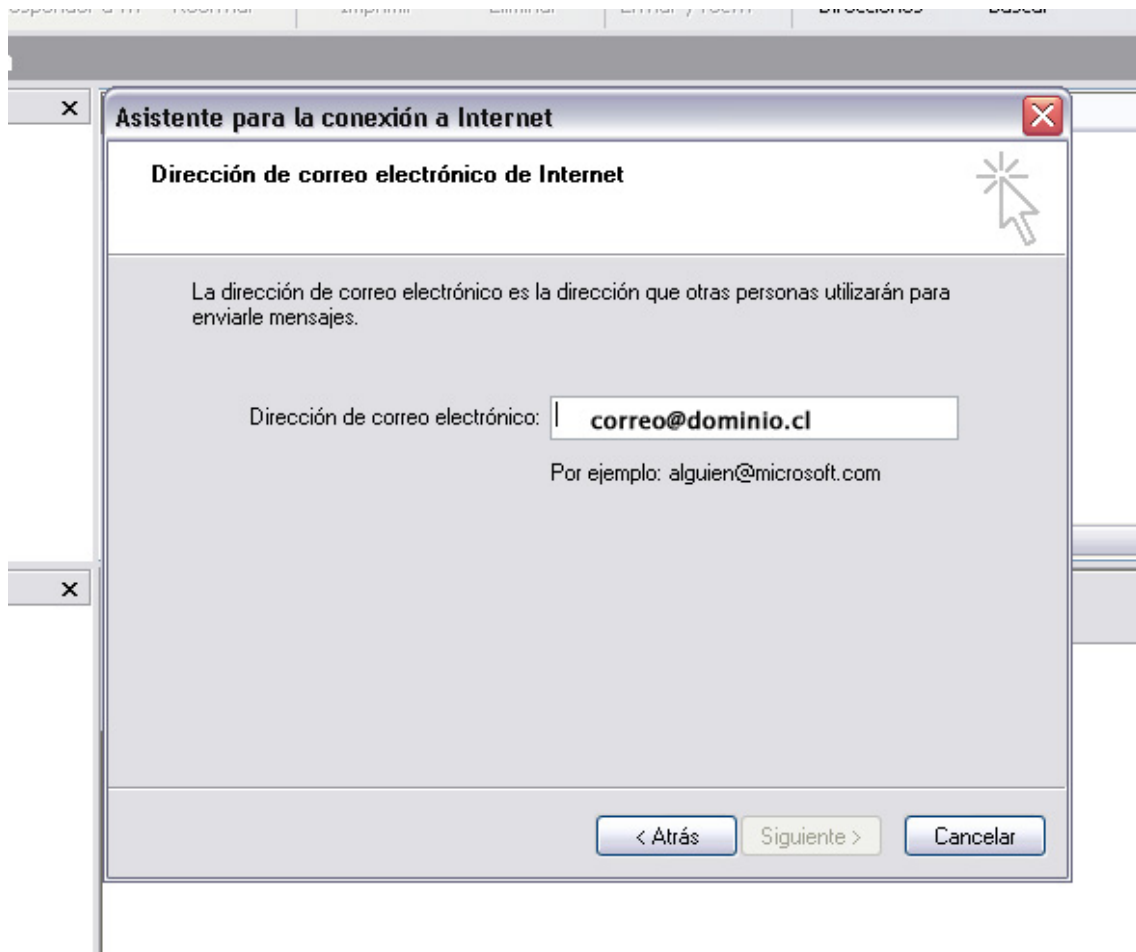 Direcciones Buscar
Asistente para la conexión a Internet
Dirección de correo electrónico de Internet
La dirección de correo electrónico es la dirección que otras personas utilizarán para
enviarle mensajes.
Dirección de correo electrónico: correo@dominio.cl
Por ejemplo: alguien@microsoft.com
< Atrás Siguiente > Cancelar